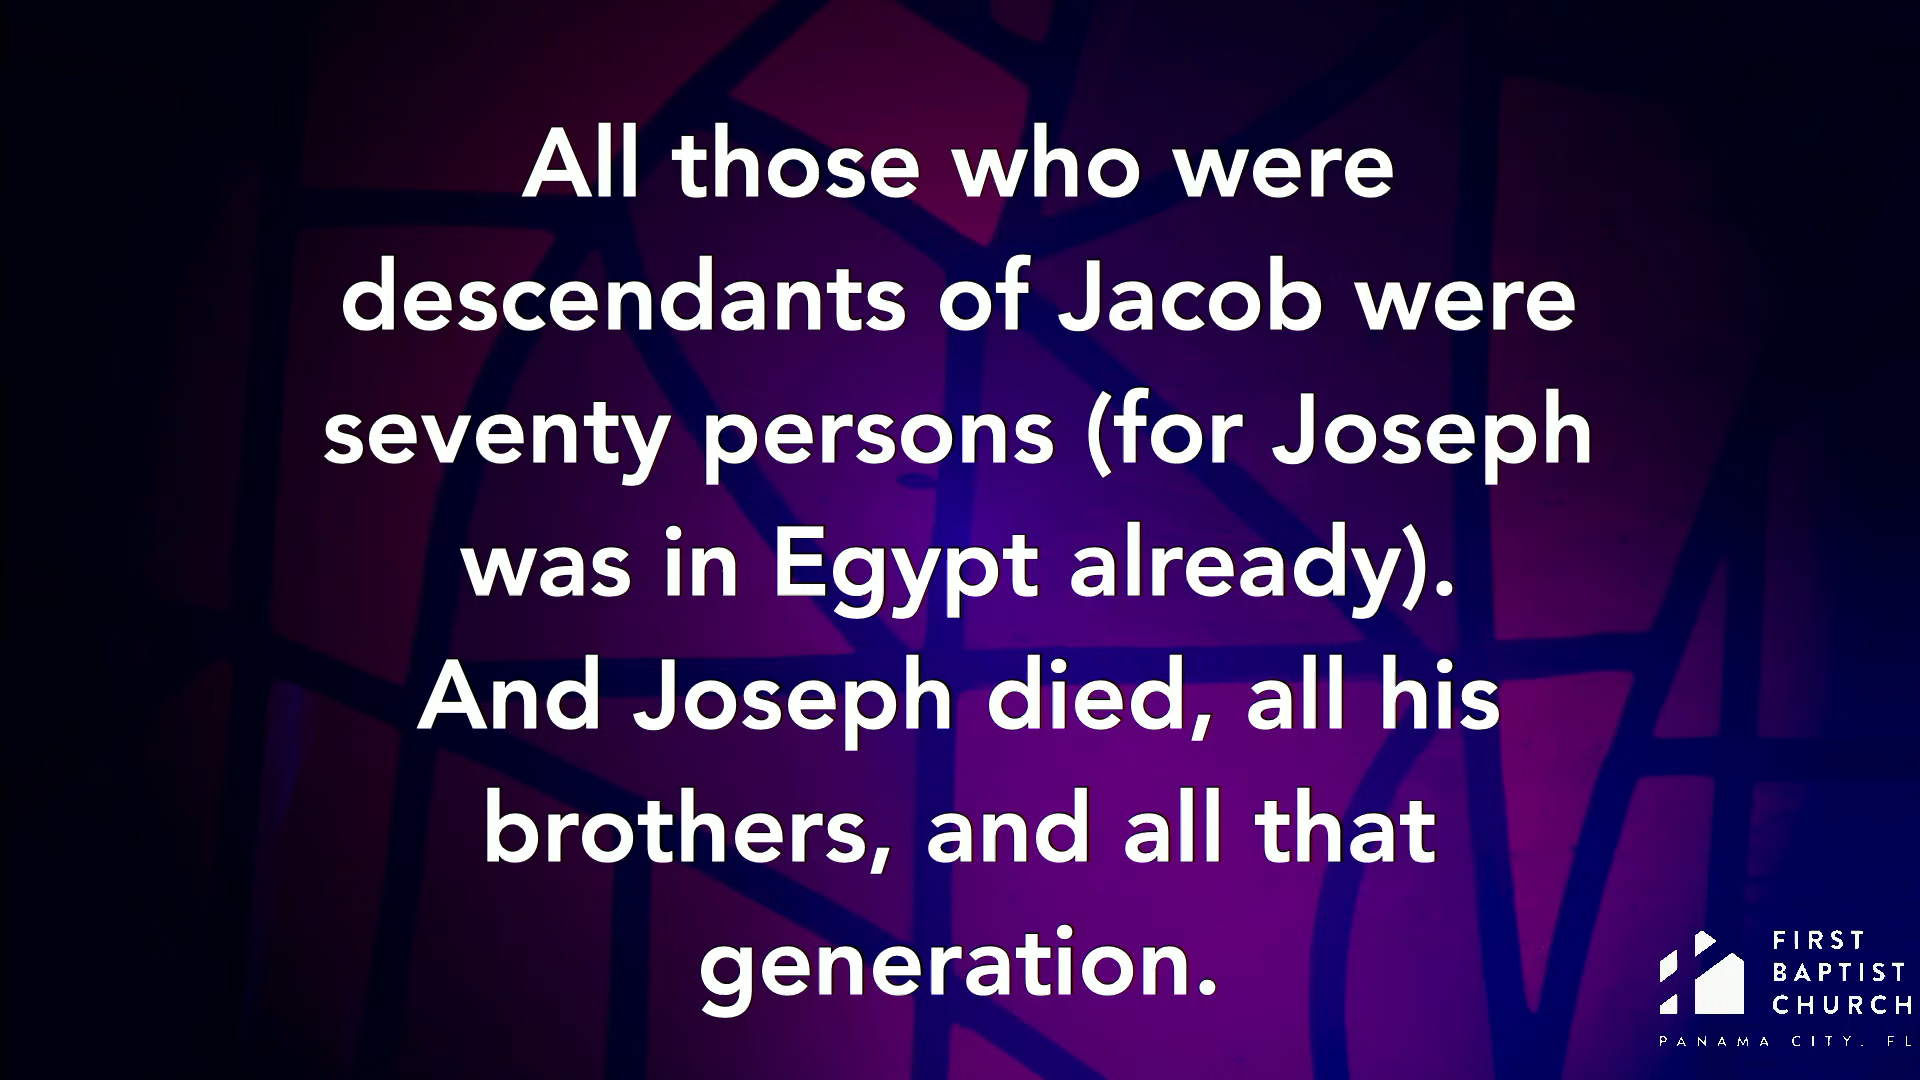 All those who were
descendants of Jacob were
seventy persons (for Joseph
was in Egypt already).
And Joseph died, all his
brothers, and all that
generation.
FIRST
BAPTIST
CHURCH
PANAMA CITY, FL